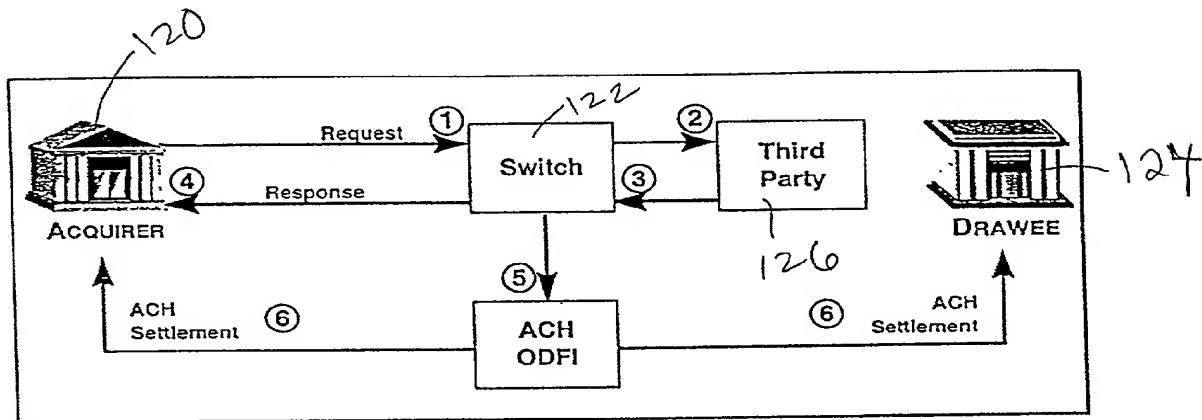 120
Request
①
122
②
Switch
Third
Party
124
④
Response
③
ACQUIRER
DRAWEE
126
⑤
ACH
Settlement
⑥
ACH
ODFI
⑥
ACH
Settlement